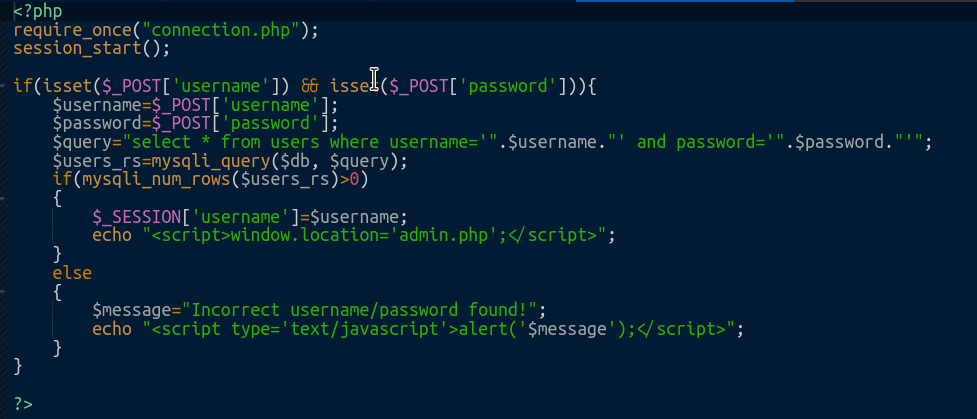 <?php
require_once("connection.php");
session_start();
if(isset($_POST['username']) && isset($_POST['password'])){
    $username=$_POST['username'];
    $password=$_POST['password'];
    $query="select * from users where username='".$username."' and password='".$password."'";
    $users_rs=mysqli_query($db, $query);
    if(mysqli_num_rows($users_rs)>0)
    {
        $_SESSION['username']=$username;
        echo "<script>window.location='admin.php';</script>";
    }
    else
    {
        $message="Incorrect username/password found!";
        echo "<script type='text/javascript'>alert('$message');</script>";
    }
}
?>